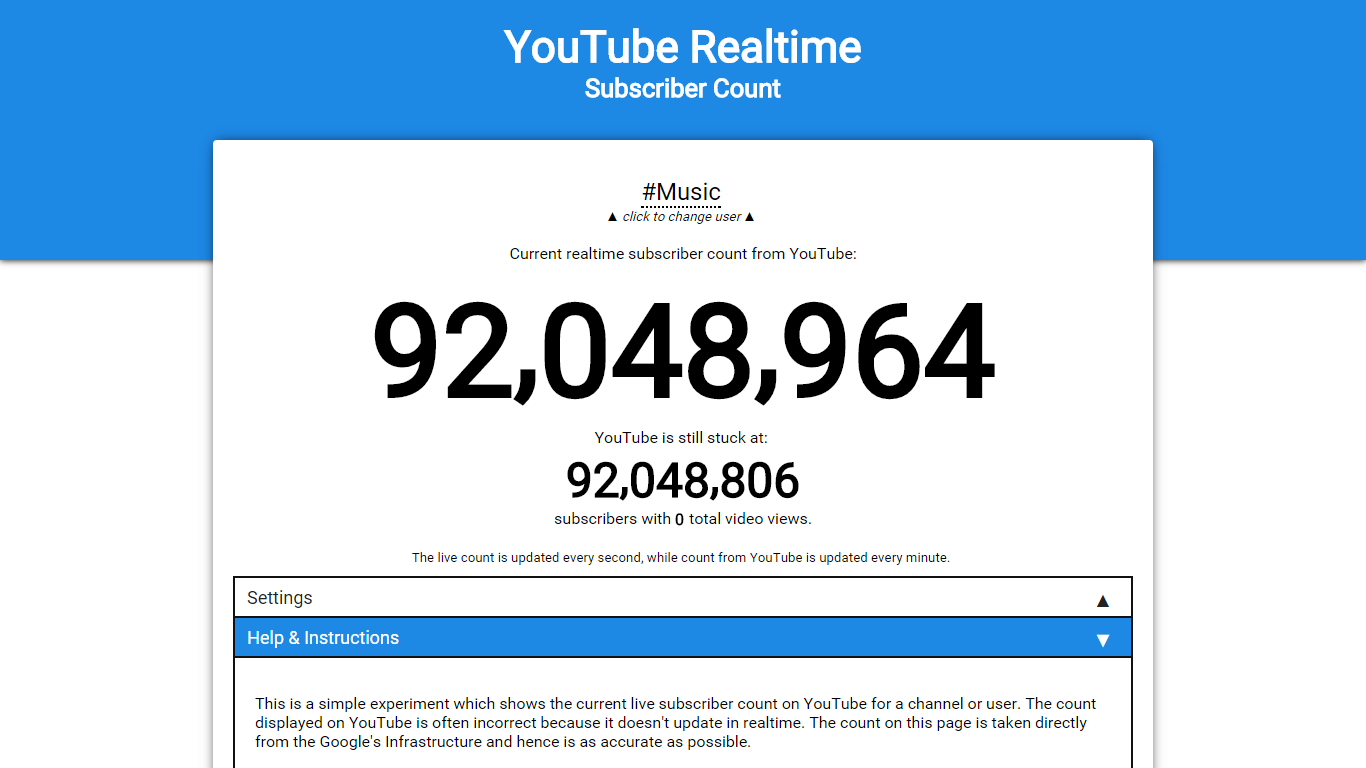 YouTube Realtime
Subscriber Count
#Music
▲ click to change user ▲
Current realtime subscriber count from YouTube:
92,048,964
YouTube is still stuck at:
92,048,806
subscribers with 0 total video views.
The live count is updated every second, while count from YouTube is updated every minute.
Settings ▲
Help & Instructions ▼
This is a simple experiment which shows the current live subscriber count on YouTube for a channel or user. The count
displayed on YouTube is often incorrect because it doesn't update in realtime. The count on this page is taken directly
from the Google's Infrastructure and hence is as accurate as possible.